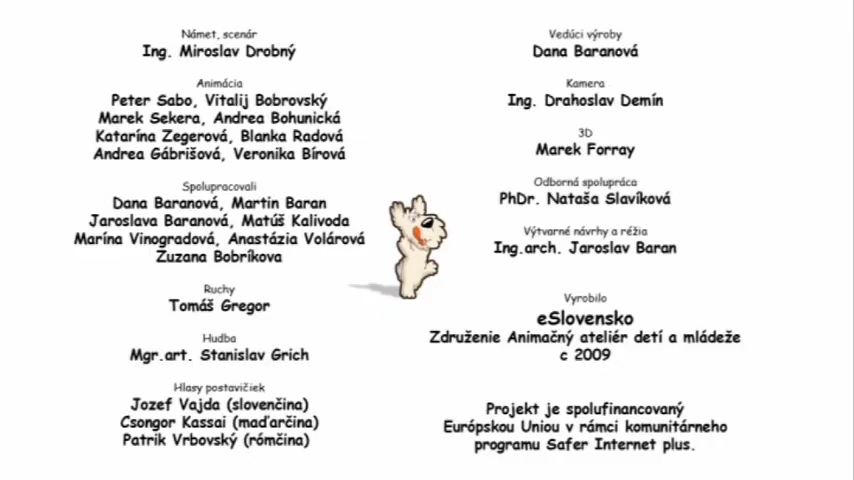 Námet, scenár
Ing. Miroslav Drobný
Animácia
Peter Sabo, Vitalij Bobrovský
Marek Sekera, Andrea Bohunická
Katarína Zegerová, Blanka Radová
Andrea Gábrišová, Veronika Bírová
Spolupracovali
Dana Baranová, Martin Baran
Jaroslava Baranová, Matúš Kalivoda
Marína Vinogradová, Anastázia Volárová
Zuzana Bobríkova
Ruchy
Tomáš Gregor
Hudba
Mgr.art. Stanislav Grich
Hlasy postavičiek
Jozef Vajda (slovenčina)
Csongor Kassai (maďarčina)
Patrik Vrbovský (rómčina)
Vedúci výroby
Dana Baranová
Kamera
Ing. Drahoslav Demín
3D
Marek Forray
Odborná spolupráca
PhDr. Nataša Slavíková
Výtvarné návrhy a réžia
Ing.arch. Jaroslav Baran
Vyrobilo
eSlovensko
Združenie Animačný ateliér detí a mládeže
c 2009
Projekt je spolufinancovaný
Európskou Uniou v rámci komunitárneho
programu Safer Internet plus.